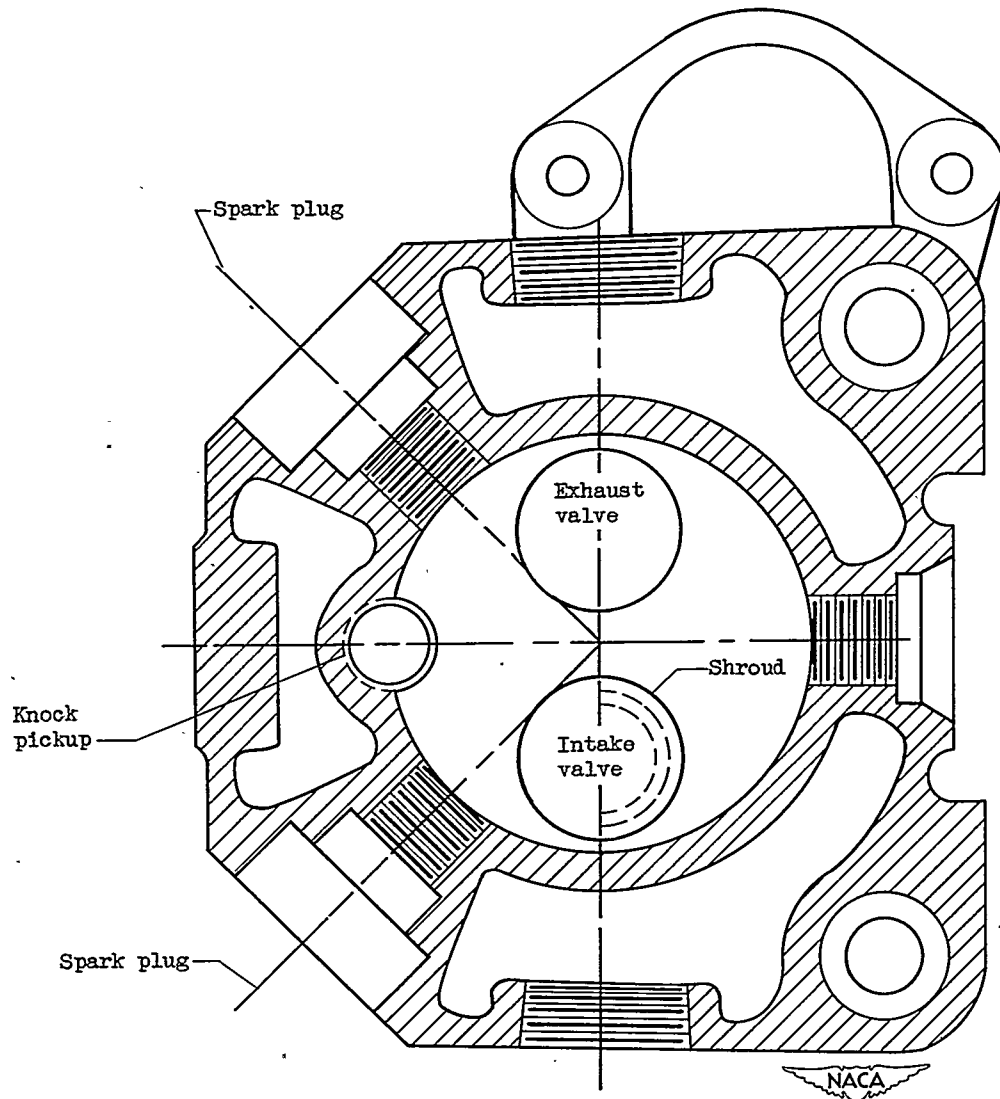 Spark plug
Exhaust
valve
Shroud
Knock
pickup
Intake
valve
Spark plug
NACA